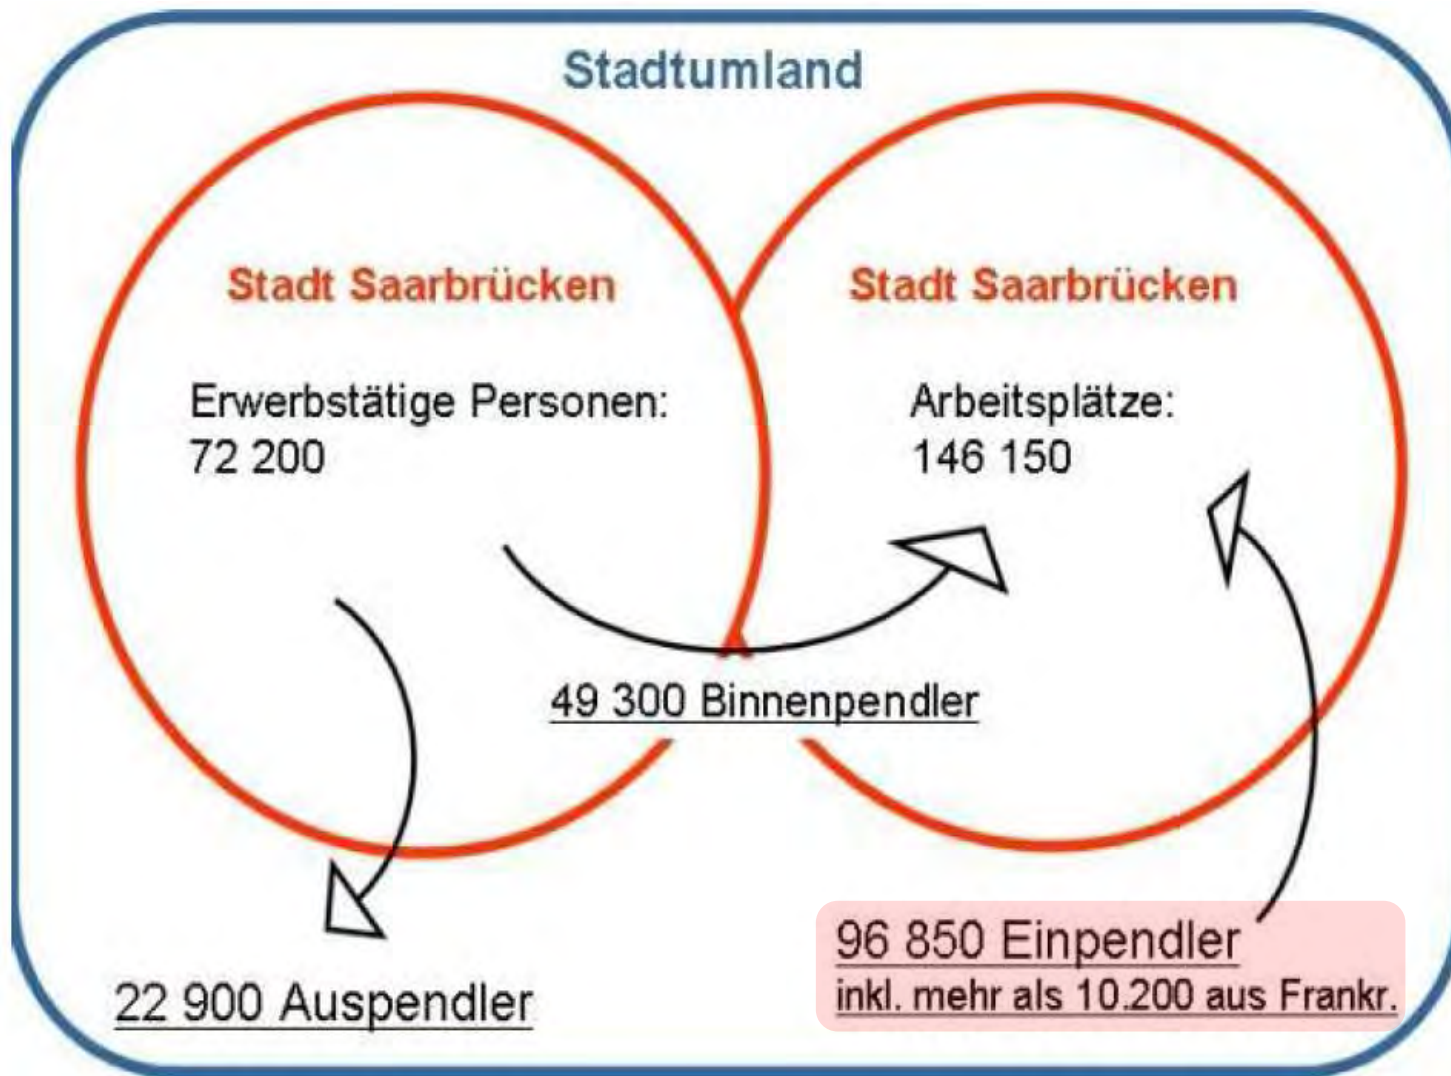 Stadtumland
Stadt Saarbrücken
Erwerbstätige Personen:
72 200
Stadt Saarbrücken
Arbeitsplätze:
146 150
49 300 Binnenpendler
22 900 Auspendler
96 850 Einpendler
inkl. mehr als 10.200 aus Frankr.